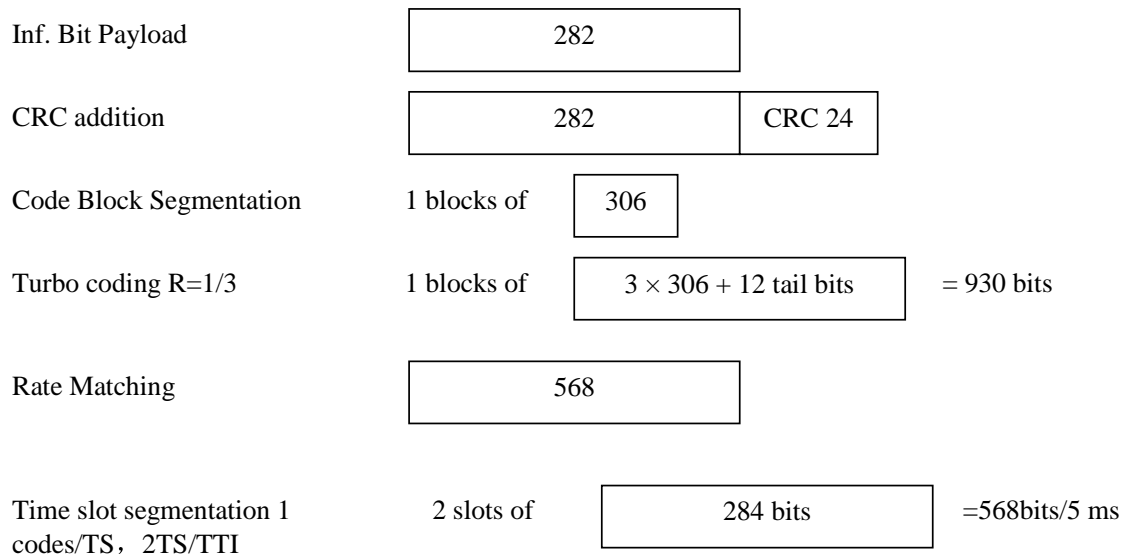 Inf. Bit Payload 282
CRC addition 282 CRC 24
Code Block Segmentation 1 blocks of 306
Turbo coding R=1/3 1 blocks of 3 × 306 + 12 tail bits = 930 bits
Rate Matching 568
Time slot segmentation 1 2 slots of 284 bits =568bits/5 ms
codes/TS，2TS/TTI